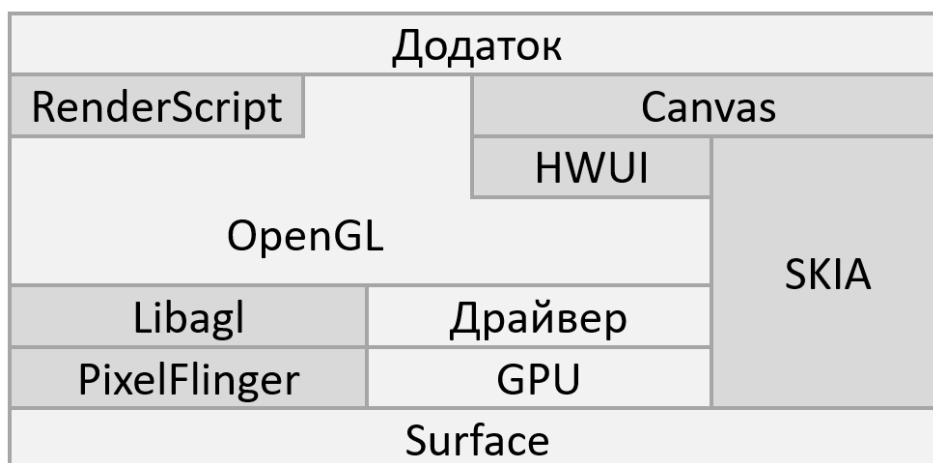 Додаток
RenderScript
Canvas
HWUI
OpenGL
SKIA
Libagl
Драйвер
PixelFlinger
GPU
Surface